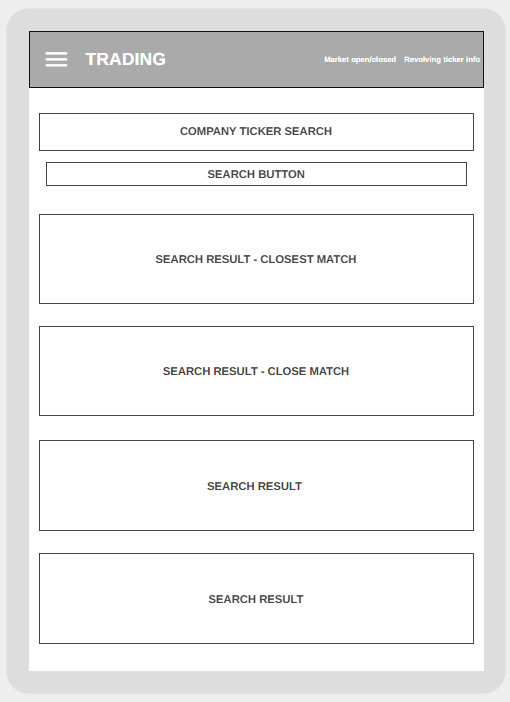 TRADING
Market open/closed Revolving ticker info
COMPANY TICKER SEARCH
SEARCH BUTTON
SEARCH RESULT - CLOSEST MATCH
SEARCH RESULT - CLOSE MATCH
SEARCH RESULT
SEARCH RESULT